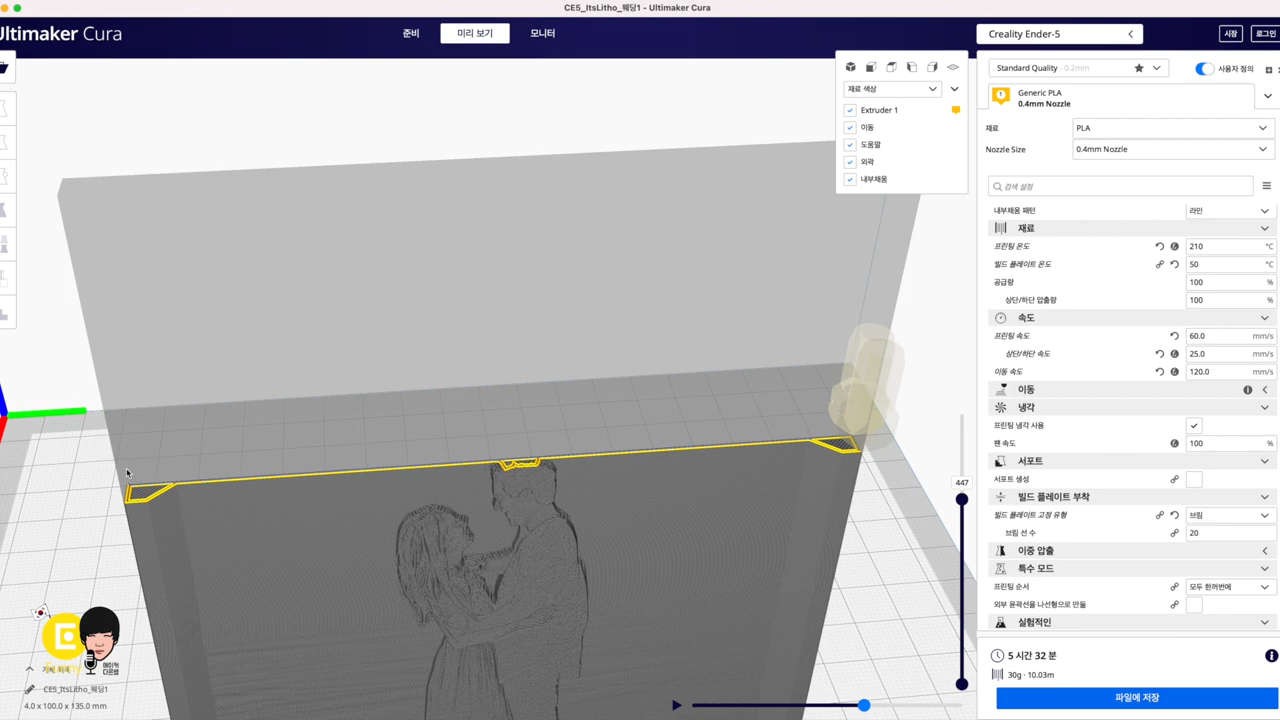 CE5_ItsLitho_웨딩1 - Ultimaker Cura
Ultimaker Cura
준비
미리 보기
모니터
Creality Ender-5
시장
로그인
Standard Quality - 0.2mm
사용자 정의
Generic PLA
0.4mm Nozzle
1
재료
PLA
Nozzle Size
0.4mm Nozzle
검색 설정
재료 색상
Extruder 1
이동
도움말
외곽
내부채움
내부채움 패턴
라인
재료
프린팅 온도
210
°C
빌드 플레이트 온도
50
°C
공급량
100
%
상단/하단 압출량
100
%
속도
프린팅 속도
60.0
mm/s
상단/하단 속도
25.0
mm/s
이동 속도
120.0
mm/s
이동
냉각
프린팅 냉각 사용
팬 속도
100
%
서포트
서포트 생성
빌드 플레이트 부착
빌드 플레이트 고정 유형
브림
브림 선 수
20
이중 압출
특수 모드
프린팅 순서
모두 한꺼번에
외부 윤곽선을 나선형으로 만듦
실험적인
447
5 시간 32 분
30g · 10.03m
파일에 저장
메이커
다은쌤
CE5_ItsLitho_웨딩1
4.0 x 100.0 x 135.0 mm